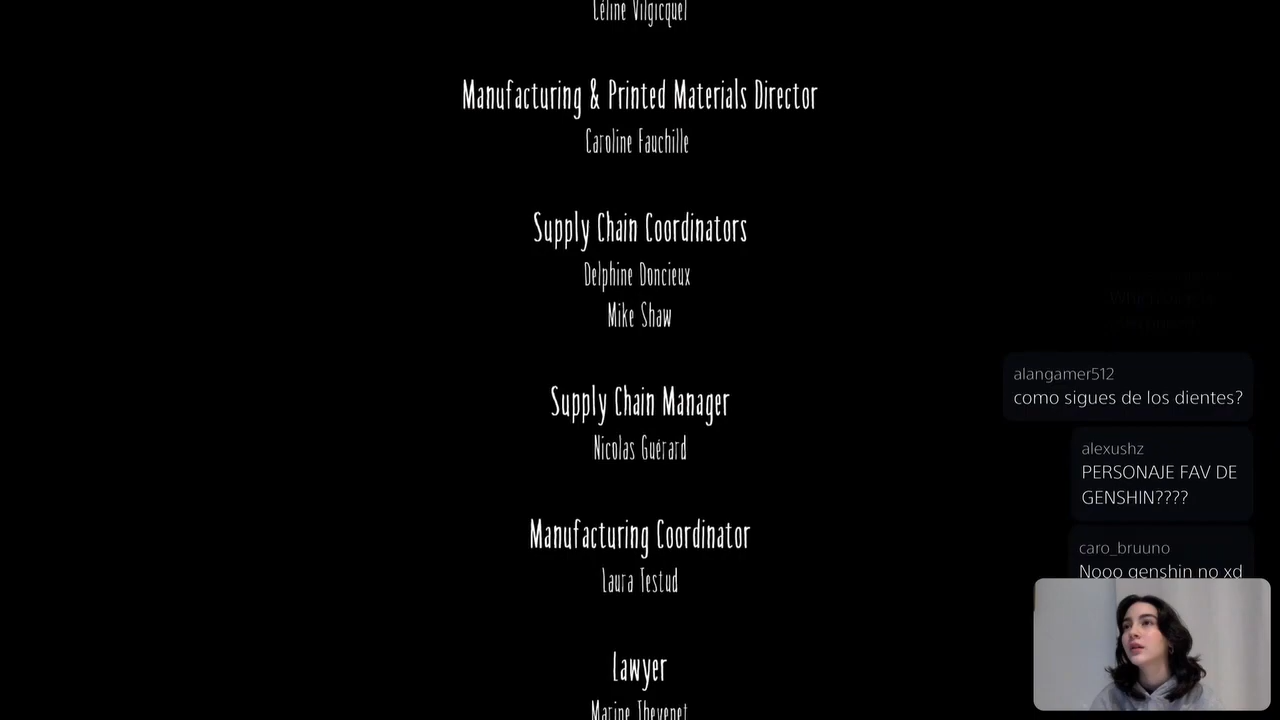 Céline Vilgicquel
Manufacturing & Printed Materials Director
Caroline Fauchille
Supply Chain Coordinators
Delphine Doncieux
Mike Shaw
Supply Chain Manager
Nicolas Guérard
Manufacturing Coordinator
Laura Testud
Lawyer
Marine Thevenet
alangamer512
como sigues de los dientes?
alexushz
PERSONAJE FAV DE
GENSHIN????
caro_bruuno
Nooo genshin no xd